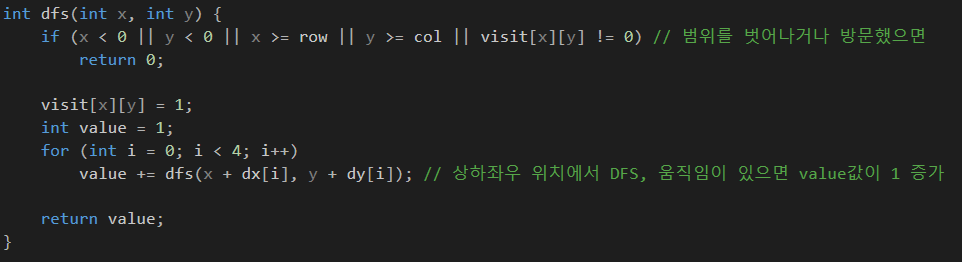 int dfs(int x, int y) {
    if (x < 0 || y < 0 || x >= row || y >= col || visit[x][y] != 0) // 범위를 벗어나거나 방문했으면
        return 0;

    visit[x][y] = 1;
    int value = 1;
    for (int i = 0; i < 4; i++)
        value += dfs(x + dx[i], y + dy[i]); // 상하좌우 위치에서 DFS, 움직임이 있으면 value값이 1 증가

    return value;
}